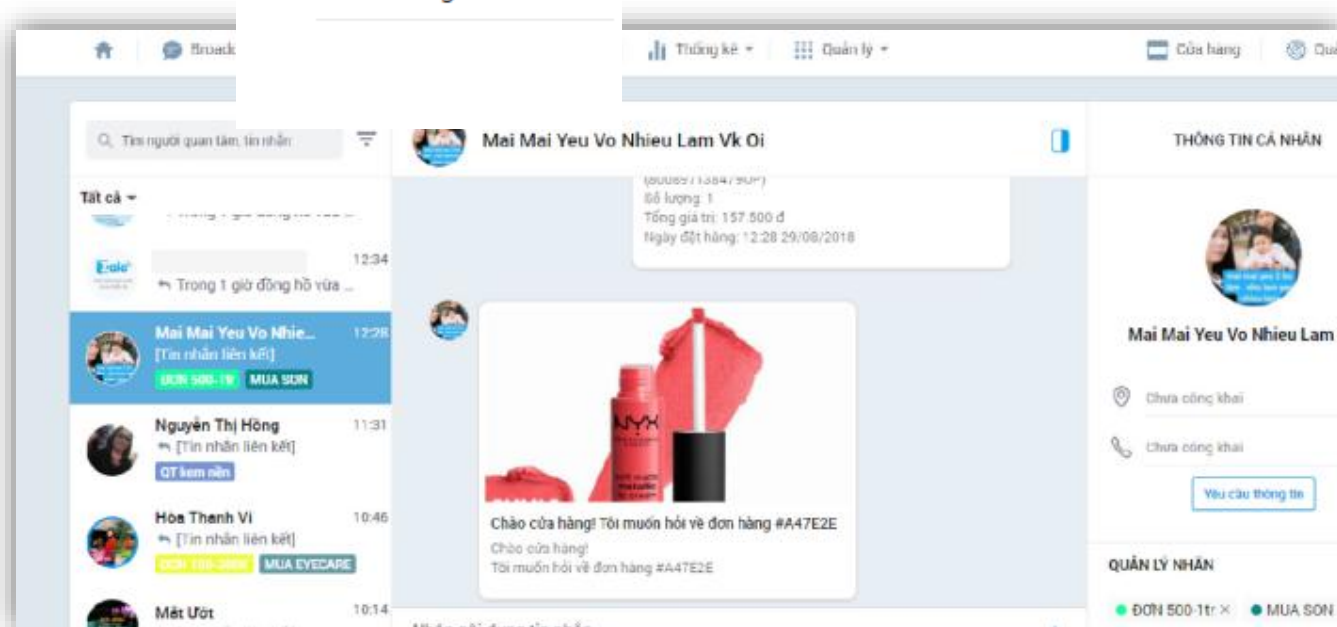 Thống kê
Quản lý
Cửa hàng
Tìm người quan tâm, tin nhắn
Mai Mai Yeu Vo Nhieu Lam Vk Oi
THÔNG TIN CÁ NHÂN
Tất cả
Số lượng: 1
Tổng giá trị: 157.500 đ
Ngày đặt hàng: 12:28 29/08/2018
12:34
Trong 1 giờ đồng hồ vừa ...
Mai Mai Yeu Vo Nhie... 12:28
[Tin nhắn liên kết]
ĐƠN 500-1tr MUA SON
Mai Mai Yeu Vo Nhieu Lam
Chưa công khai
Chưa công khai
Yêu cầu thông tin
Nguyễn Thị Hồng 11:31
[Tin nhắn liên kết]
QT kem nền
NYX
Hòa Thanh Vi 10:46
[Tin nhắn liên kết]
MUA EYECARE
Chào cửa hàng! Tôi muốn hỏi về đơn hàng #A47E2E
Chào cửa hàng!
Tôi muốn hỏi về đơn hàng #A47E2E
QUẢN LÝ NHÃN
ĐƠN 500-1tr × MUA SON
Mắt Ướt 10:14